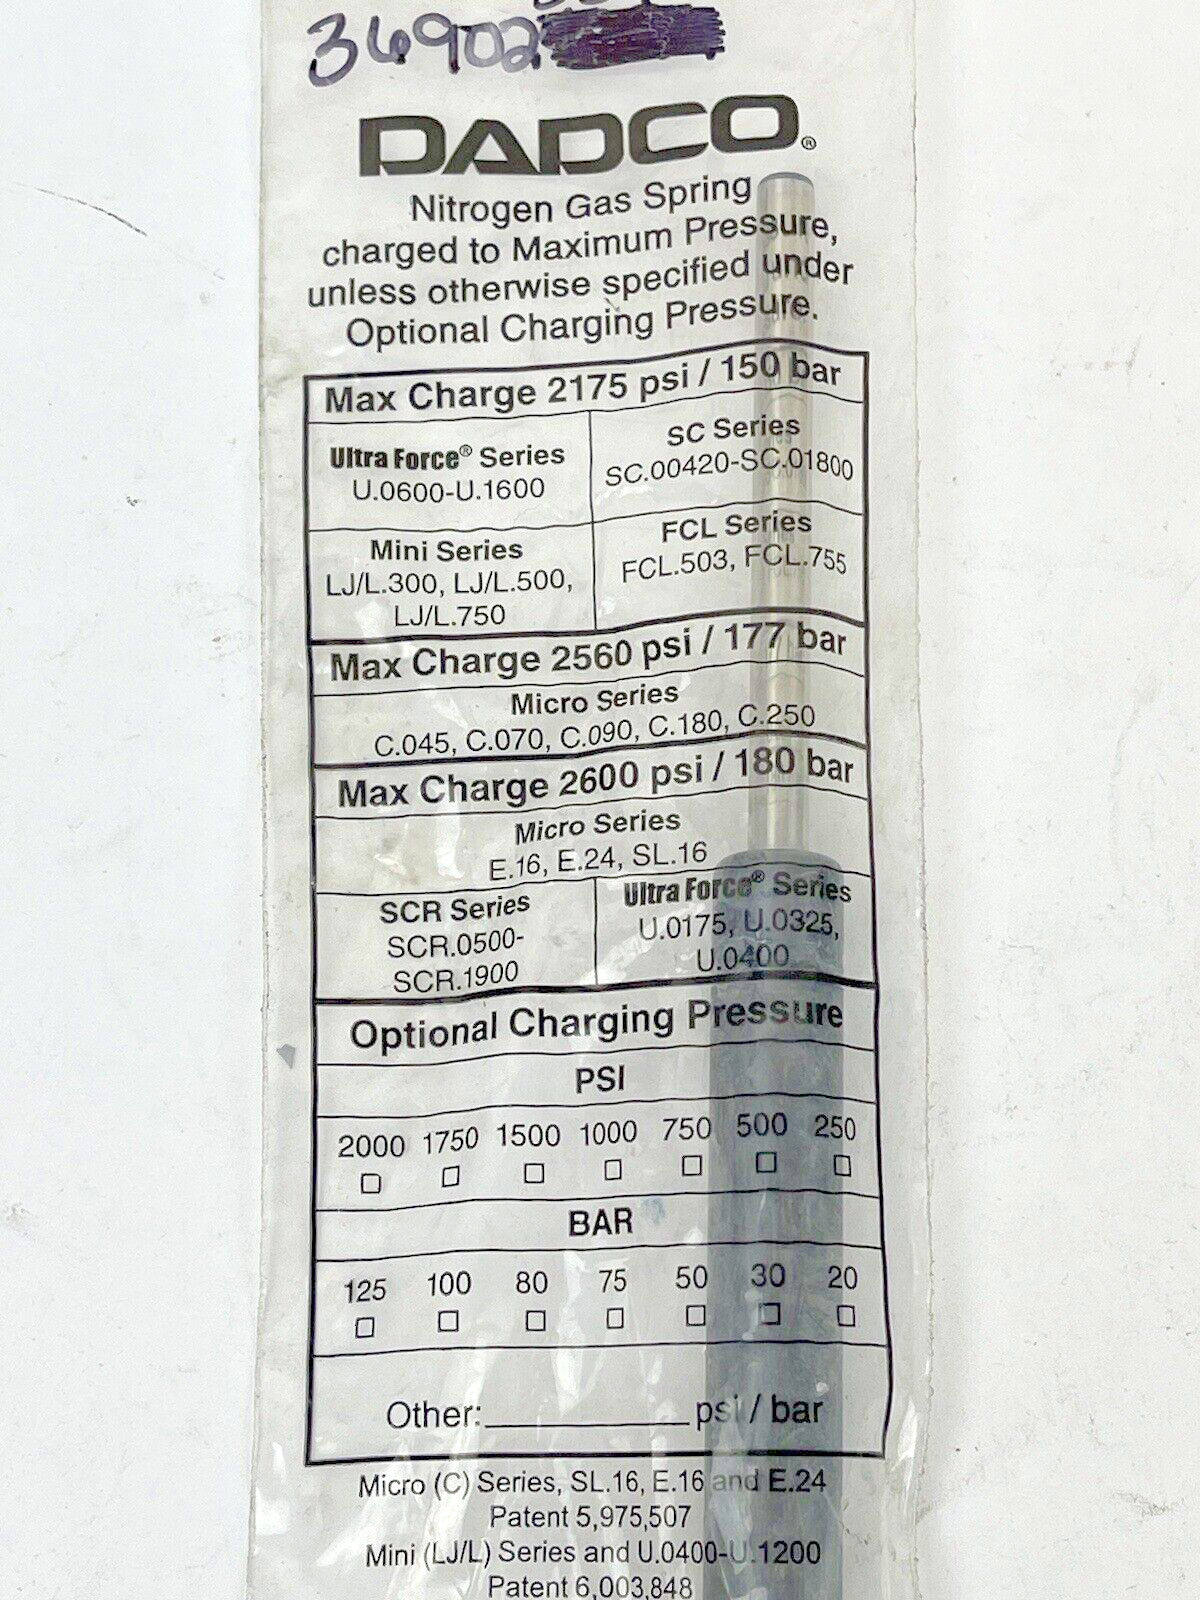 36902
DADCO®
Nitrogen Gas Spring
charged to Maximum Pressure,
unless otherwise specified under
Optional Charging Pressure.
Max Charge 2175 psi / 150 bar
Ultra Force® Series
U.0600-U.1600
SC Series
SC.00420-SC.01800
Mini Series
LJ/L.300, LJ/L.500,
LJ/L.750
FCL Series
FCL.503, FCL.755
Max Charge 2560 psi / 177 bar
Micro Series
C.045, C.070, C.090, C.180, C.250
Max Charge 2600 psi / 180 bar
Micro Series
E.16, E.24, SL.16
SCR Series
SCR.0500-
SCR.1900
Ultra Force® Series
U.0175, U.0325,
U.0400
Optional Charging Pressure
PSI
2000 1750 1500 1000 750 500 250
BAR
125 100 80 75 50 30 20
Other: psi / bar
Micro (C) Series, SL.16, E.16 and E.24
Patent 5,975,507
Mini (LJ/L) Series and U.0400-U.1200
Patent 6,003,848